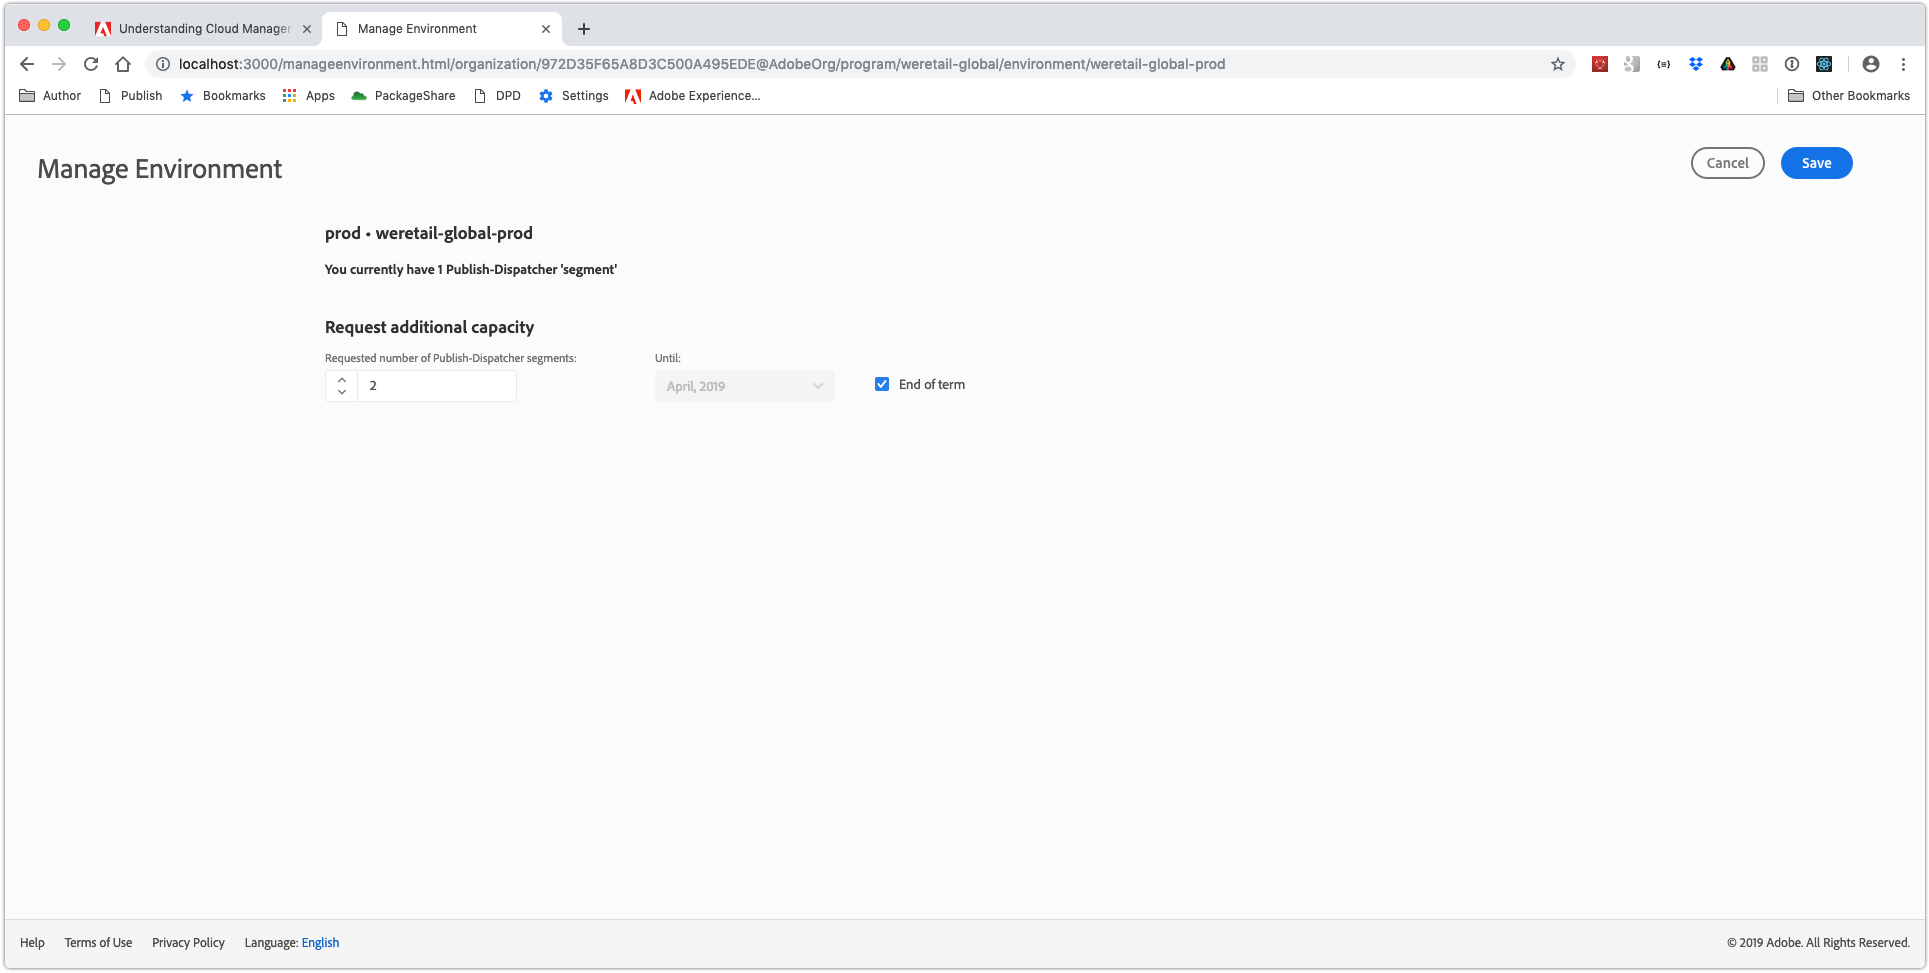 Understanding Cloud Manager
Manage Environment
localhost:3000/manageenvironment.html/organization/972D35F65A8D3C500A495EDE@AdobeOrg/program/weretail-global/environment/weretail-global-prod
Author Publish Bookmarks Apps PackageShare DPD Settings Adobe Experience... Other Bookmarks
Manage Environment
Cancel Save
prod • weretail-global-prod
You currently have 1 Publish-Dispatcher 'segment'
Request additional capacity
Requested number of Publish-Dispatcher segments: Until:
2 April, 2019 End of term
Help Terms of Use Privacy Policy Language: English © 2019 Adobe. All Rights Reserved.